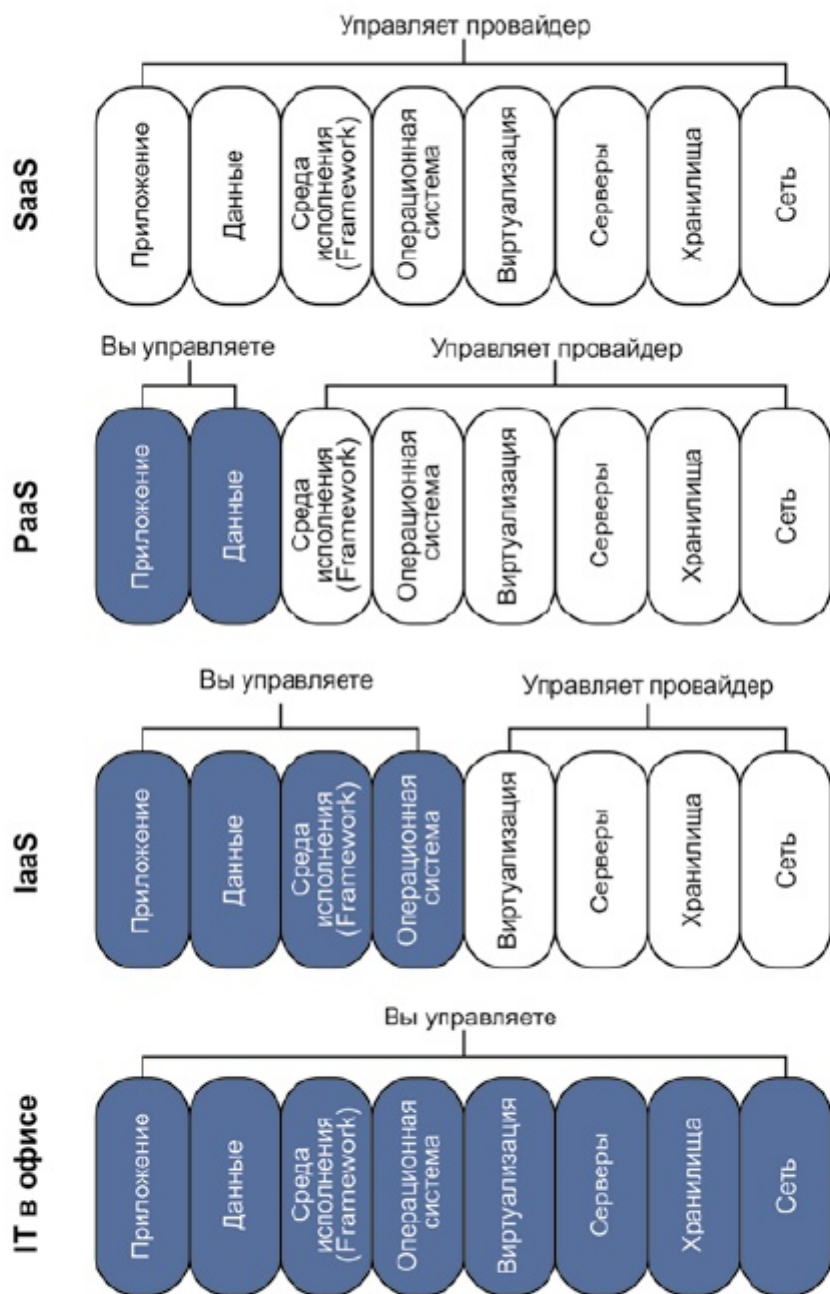 SaaS
Управляет провайдер
Приложение
Данные
Среда
исполнения
(Framework)
Операционная
система
Виртуализация
Серверы
Хранилища
Сеть
PaaS
Вы управляете
Управляет провайдер
Приложение
Данные
Среда
исполнения
(Framework)
Операционная
система
Виртуализация
Серверы
Хранилища
Сеть
IaaS
Вы управляете
Управляет провайдер
Приложение
Данные
Среда
исполнения
(Framework)
Операционная
система
Виртуализация
Серверы
Хранилища
Сеть
IT в офисе
Вы управляете
Приложение
Данные
Среда
исполнения
(Framework)
Операционная
система
Виртуализация
Серверы
Хранилища
Сеть